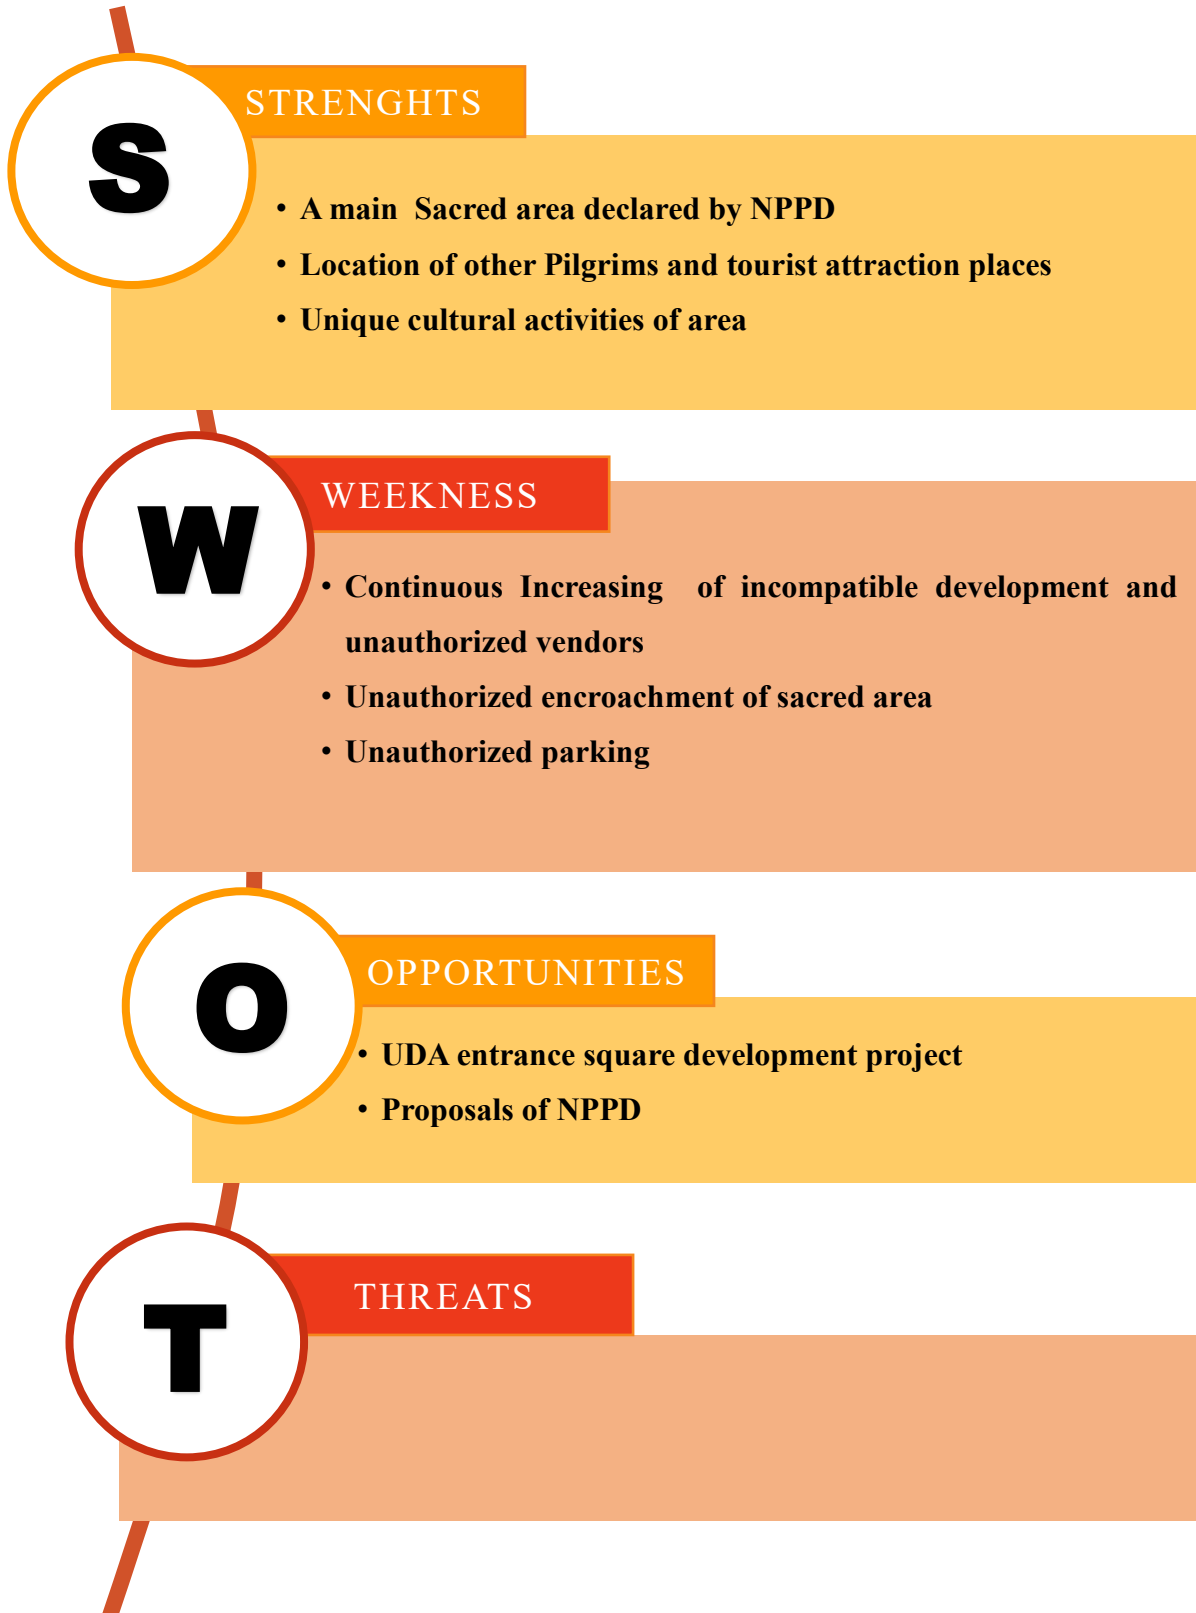 S
STRENGHTS
• A main Sacred area declared by NPPD
• Location of other Pilgrims and tourist attraction places
• Unique cultural activities of area
W
WEEKNESS
• Continuous Increasing of incompatible development and
unauthorized vendors
• Unauthorized encroachment of sacred area
• Unauthorized parking
O
OPPORTUNITIES
• UDA entrance square development project
• Proposals of NPPD
T
THREATS